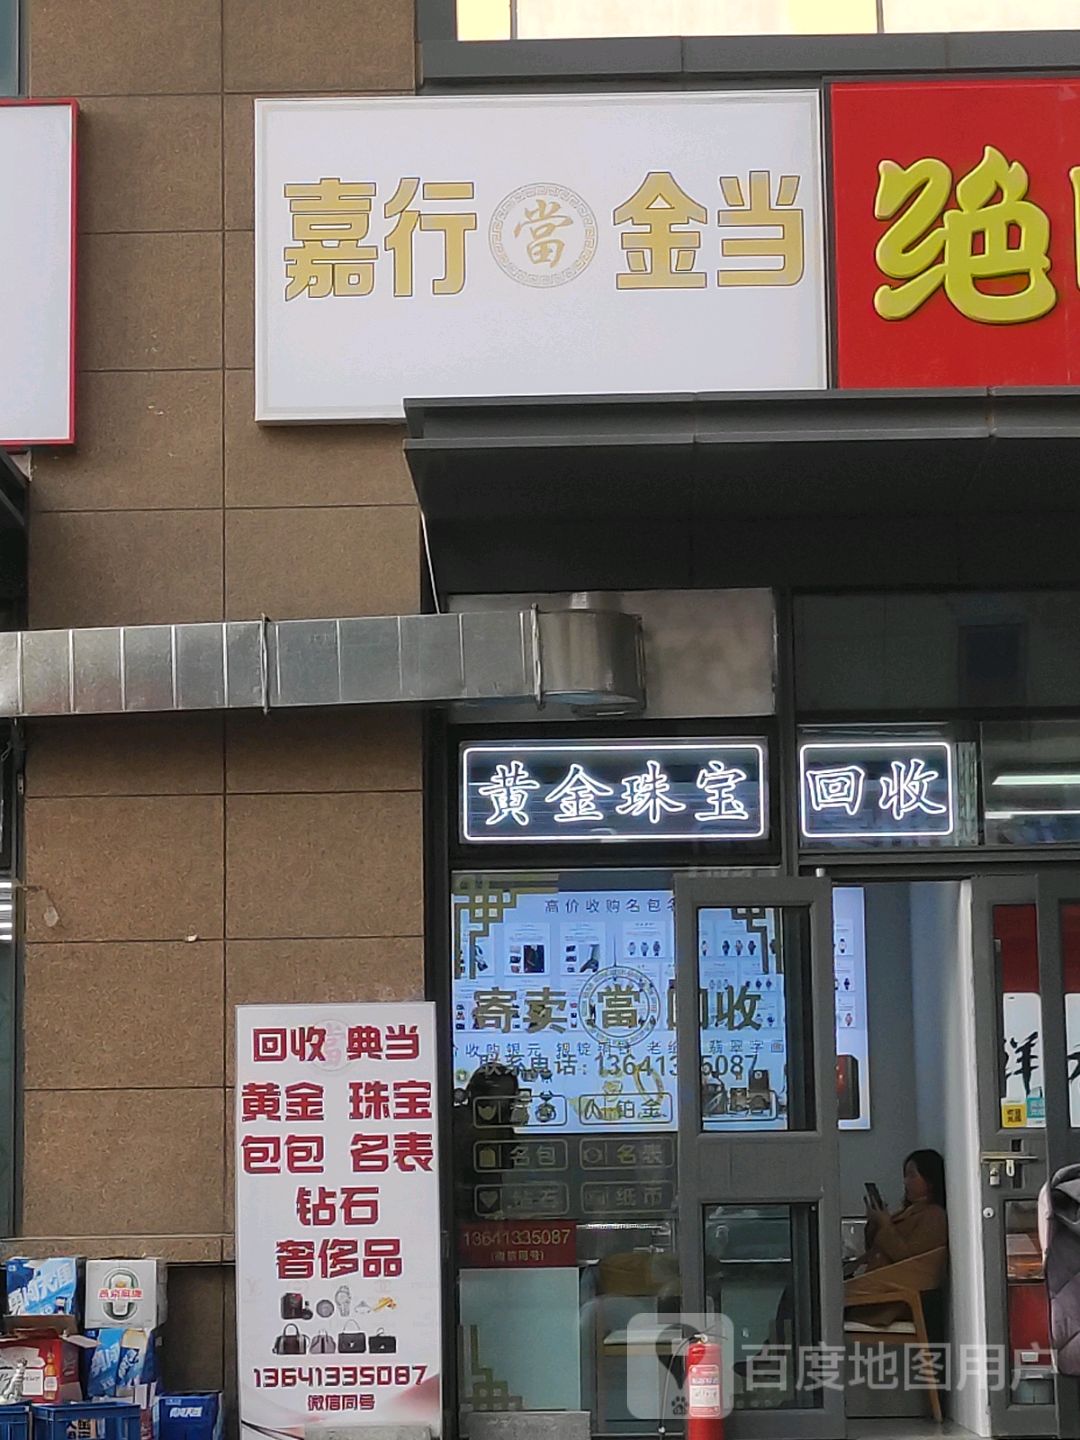 嘉行 當 金当
绝
黄金珠宝 回收
高价收购名包
寄卖 當 回收
联系电话:13641335087
铂金
名包 名表
钻石 纸币
13641335087
(微信同号)
回收 典当
黄金 珠宝
包包 名表
钻石
奢侈品
13641335087
微信同号
鲜
百度地图用户